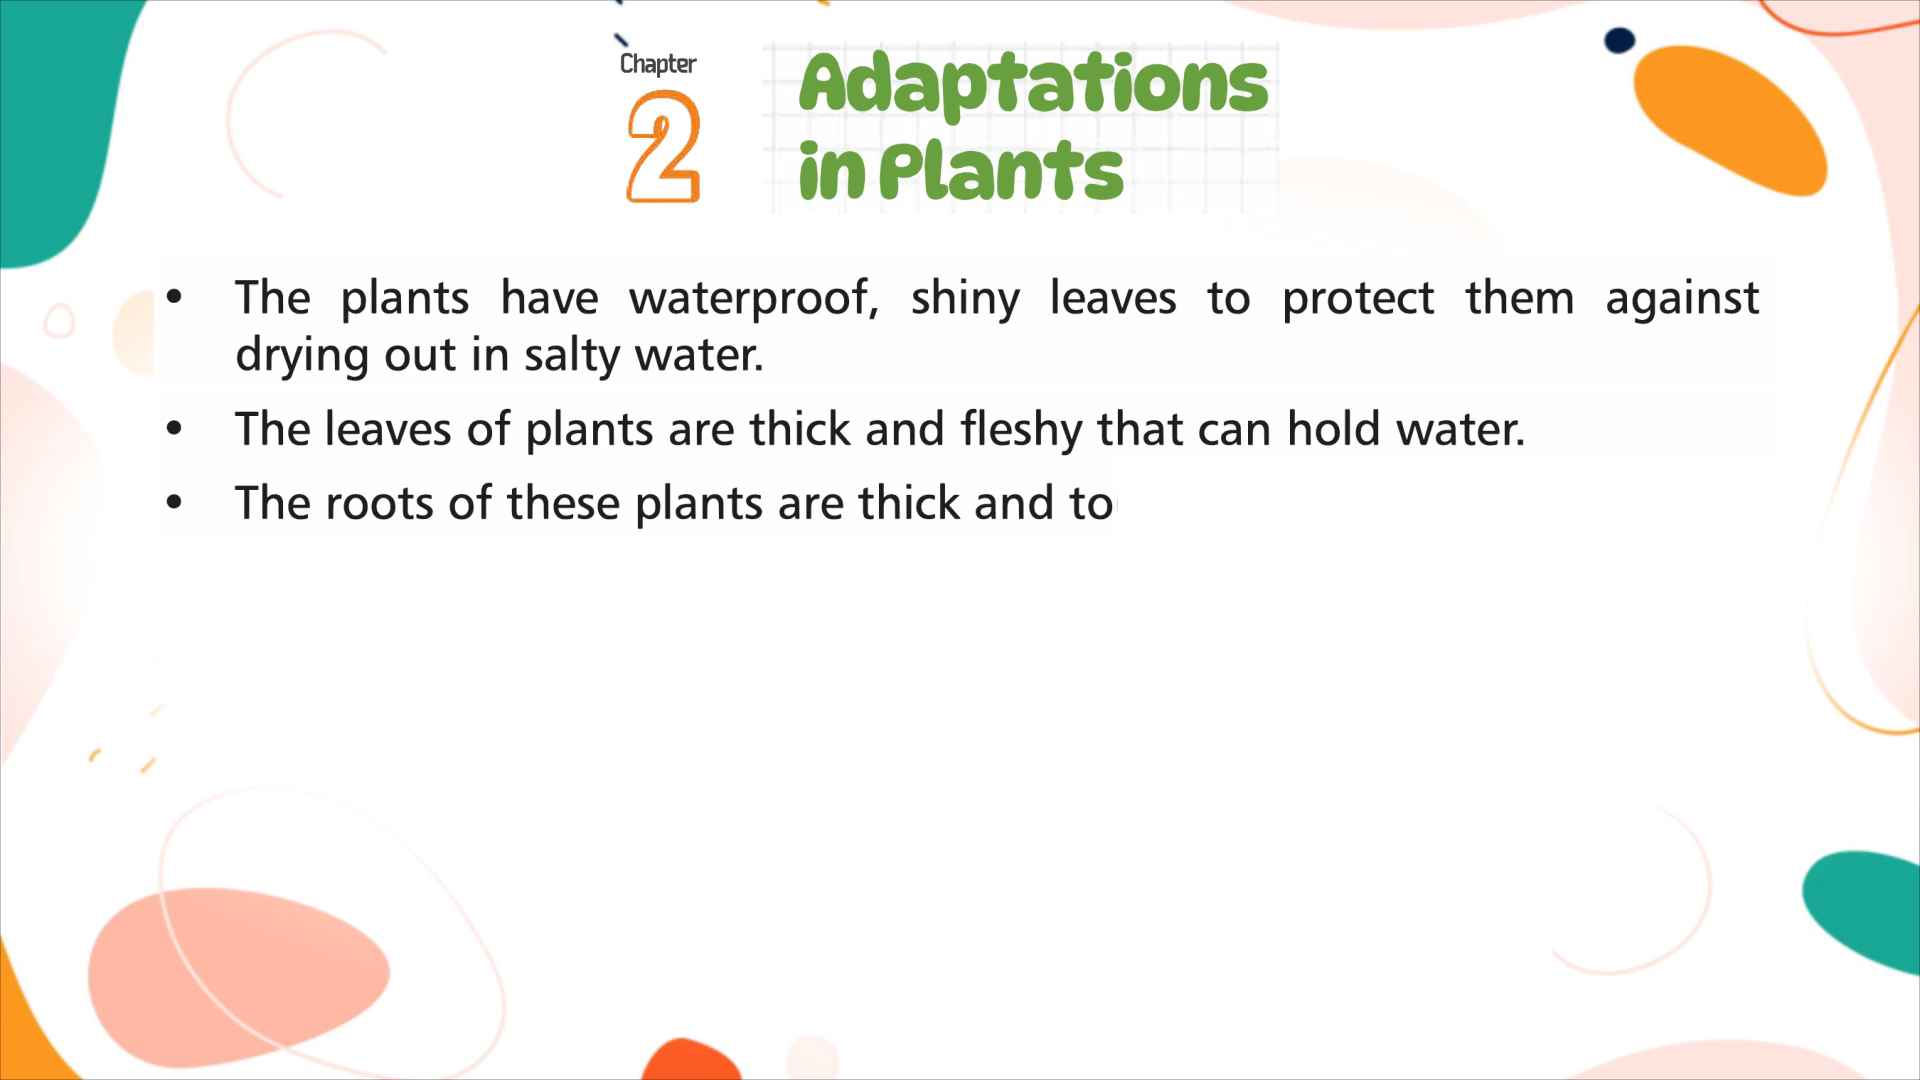 Chapter
2
Adaptations
in Plants
• The plants have waterproof, shiny leaves to protect them against
drying out in salty water.
• The leaves of plants are thick and fleshy that can hold water.
• The roots of these plants are thick and to